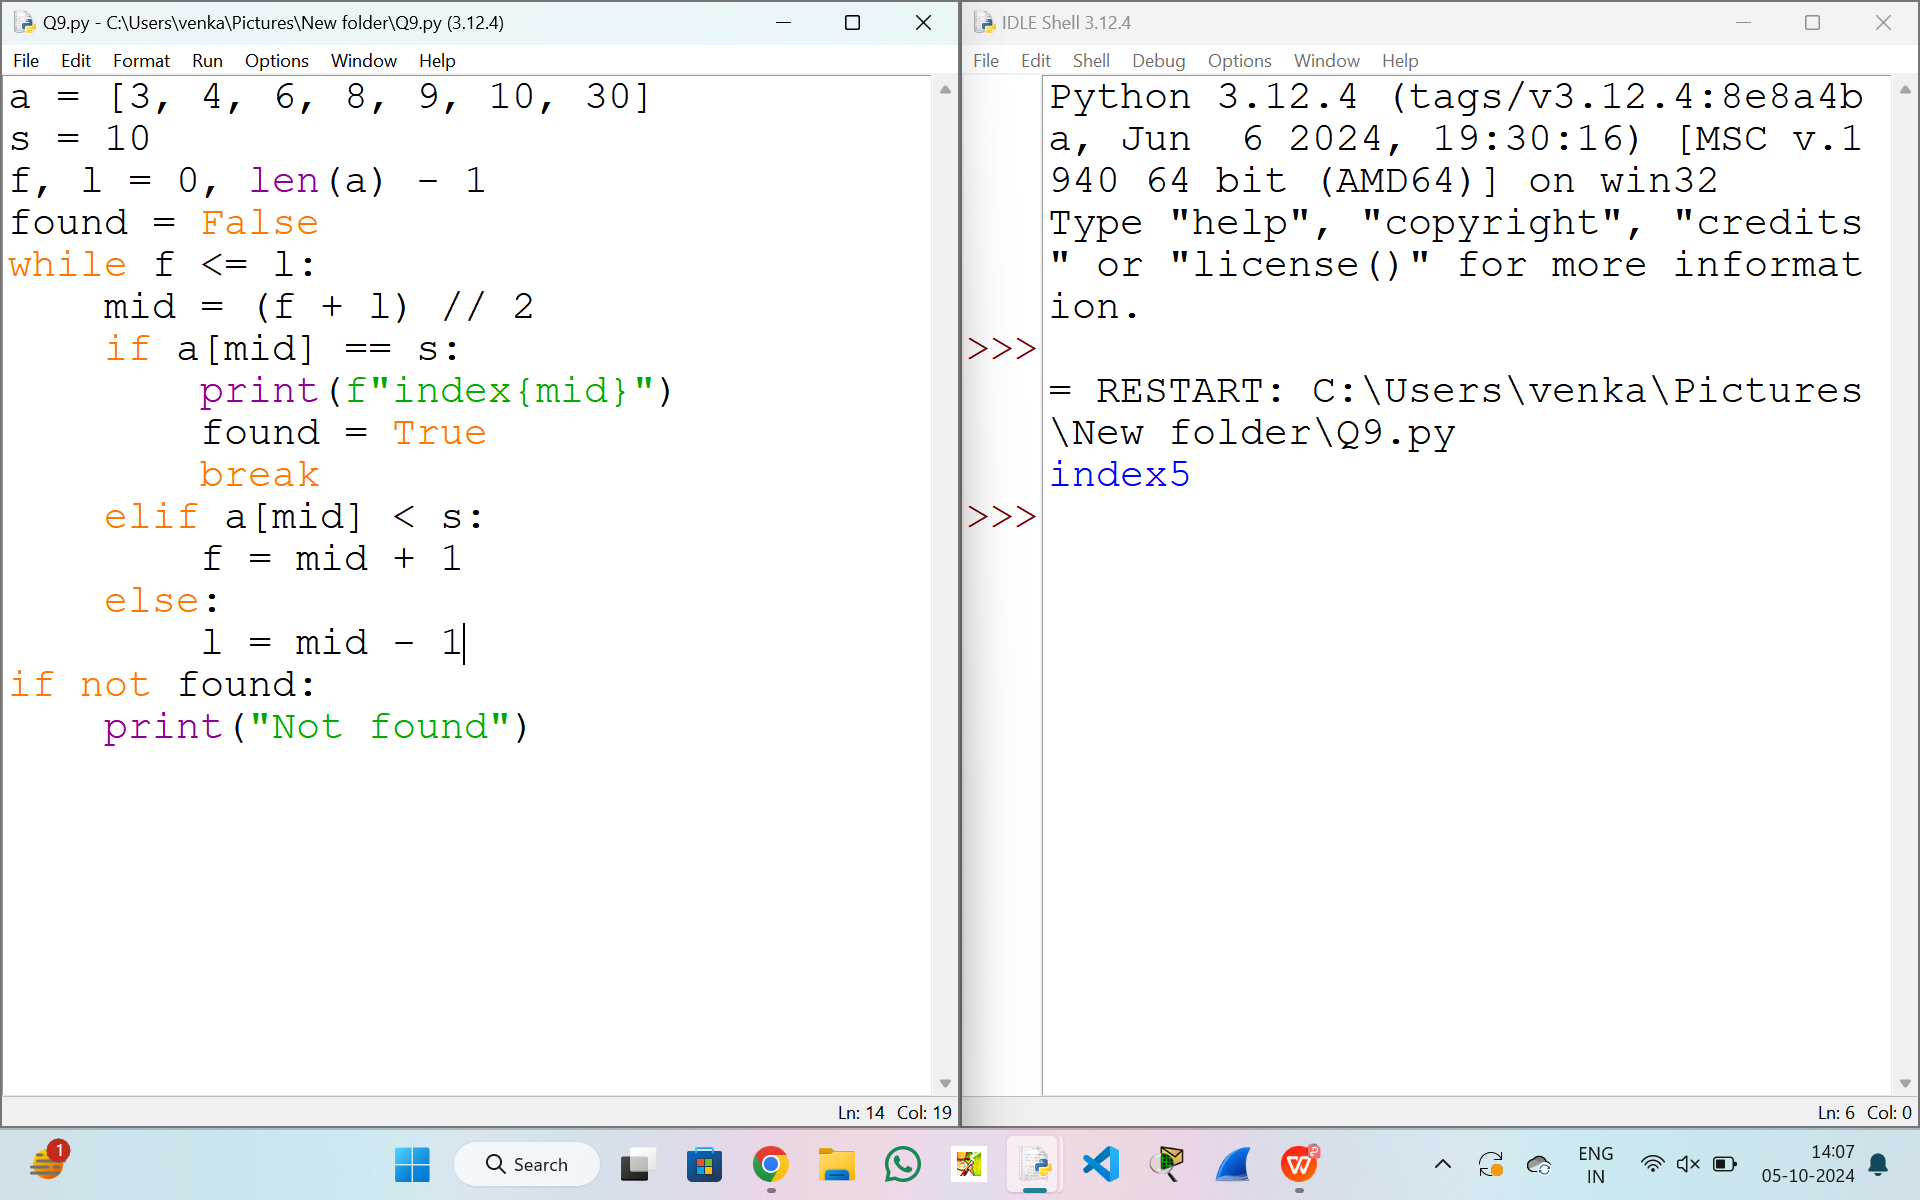 Q9.py - C:\Users\venka\Pictures\New folder\Q9.py (3.12.4)
File Edit Format Run Options Window Help
a = [3, 4, 6, 8, 9, 10, 30]
s = 10
f, l = 0, len(a) - 1
found = False
while f <= l:
    mid = (f + l) // 2
    if a[mid] == s:
        print(f"index{mid}")
        found = True
        break
    elif a[mid] < s:
        f = mid + 1
    else:
        l = mid - 1
if not found:
    print("Not found")
Ln: 14 Col: 19
IDLE Shell 3.12.4
File Edit Shell Debug Options Window Help
Python 3.12.4 (tags/v3.12.4:8e8a4b
a, Jun  6 2024, 19:30:16) [MSC v.1
940 64 bit (AMD64)] on win32
Type "help", "copyright", "credits
" or "license()" for more informat
ion.
>>>
= RESTART: C:\Users\venka\Pictures
\New folder\Q9.py
index5
>>>
Ln: 6 Col: 0
1
Search
ENG
IN
14:07
05-10-2024